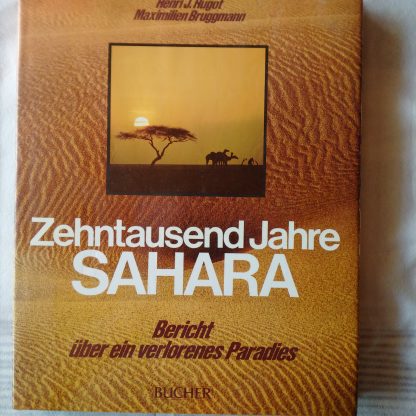 Henri J. Hugot
Maximilien Bruggmann
Zehntausend Jahre
SAHARA
Bericht
über ein verlorenes Paradies
BUCHER